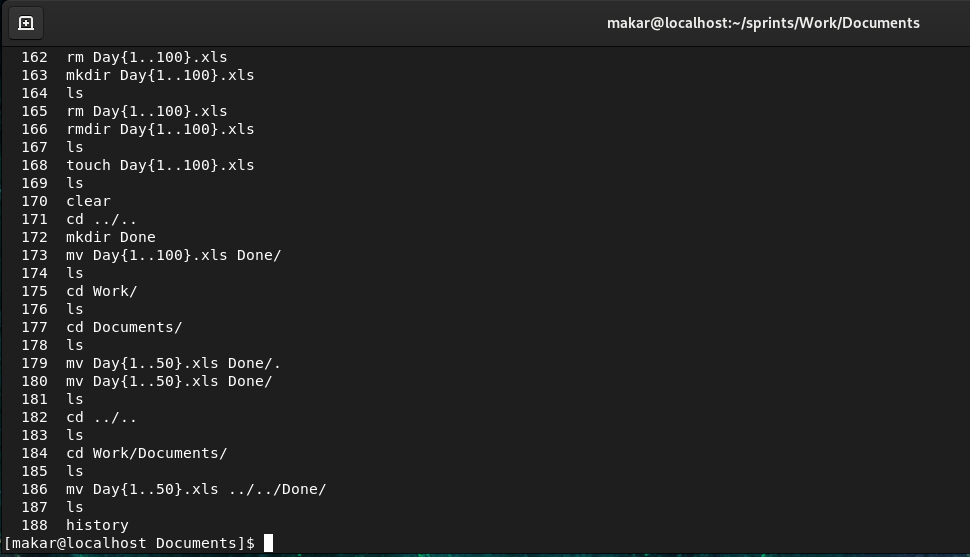 makar@localhost:~/sprints/Work/Documents
162 rm Day{1..100}.xls
163 mkdir Day{1..100}.xls
164 ls
165 rm Day{1..100}.xls
166 rmdir Day{1..100}.xls
167 ls
168 touch Day{1..100}.xls
169 ls
170 clear
171 cd ../..
172 mkdir Done
173 mv Day{1..100}.xls Done/
174 ls
175 cd Work/
176 ls
177 cd Documents/
178 ls
179 mv Day{1..50}.xls Done/.
180 mv Day{1..50}.xls Done/
181 ls
182 cd ../..
183 ls
184 cd Work/Documents/
185 ls
186 mv Day{1..50}.xls ../../Done/
187 ls
188 history
[makar@localhost Documents]$